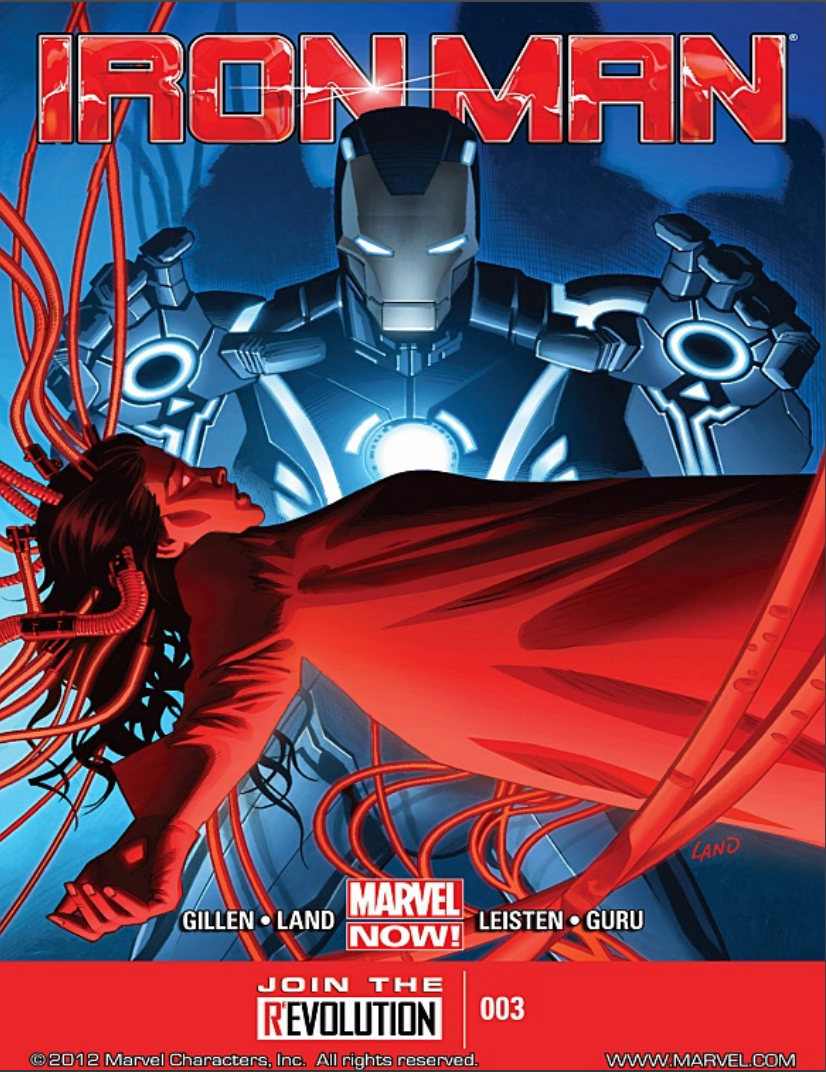 IRON MAN®
LAND
GILLEN • LAND MARVEL NOW! LEISTEN • GURU
JOIN THE
REVOLUTION
003
© 2012 Marvel Characters, Inc. All rights reserved. WWW.MARVEL.COM